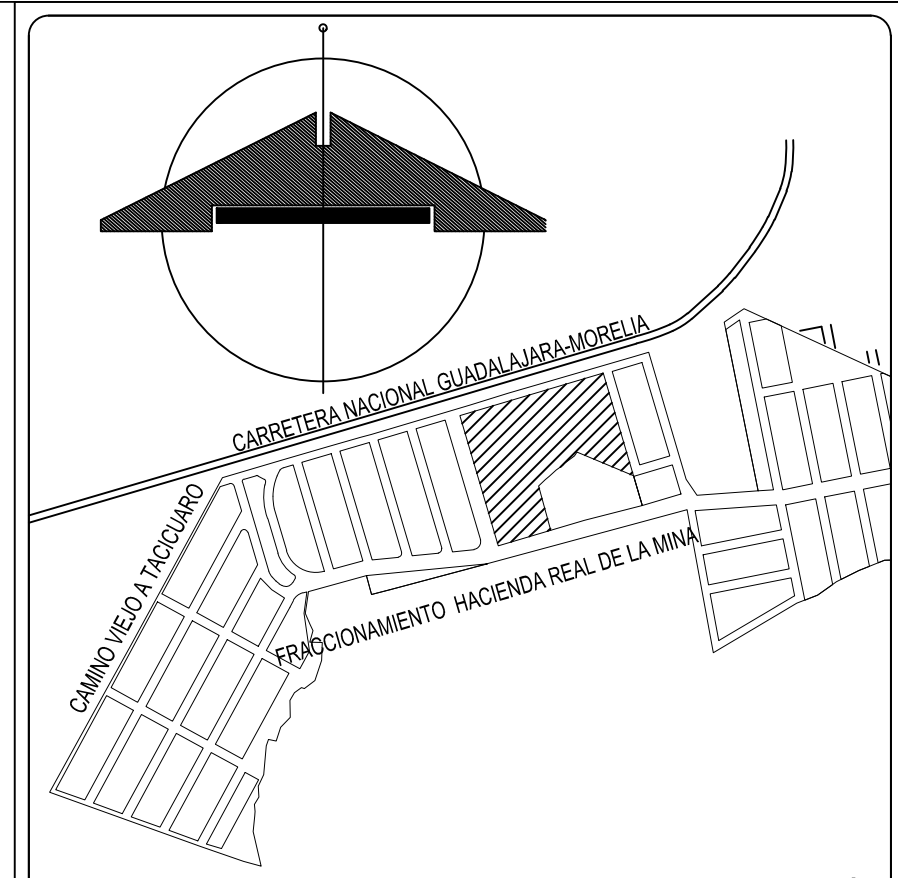 CARRETERA NACIONAL GUADALAJARA-MORELIA
CAMINO VIEJO A TACICUARO
FRACCIONAMIENTO HACIENDA REAL DE LA MINA